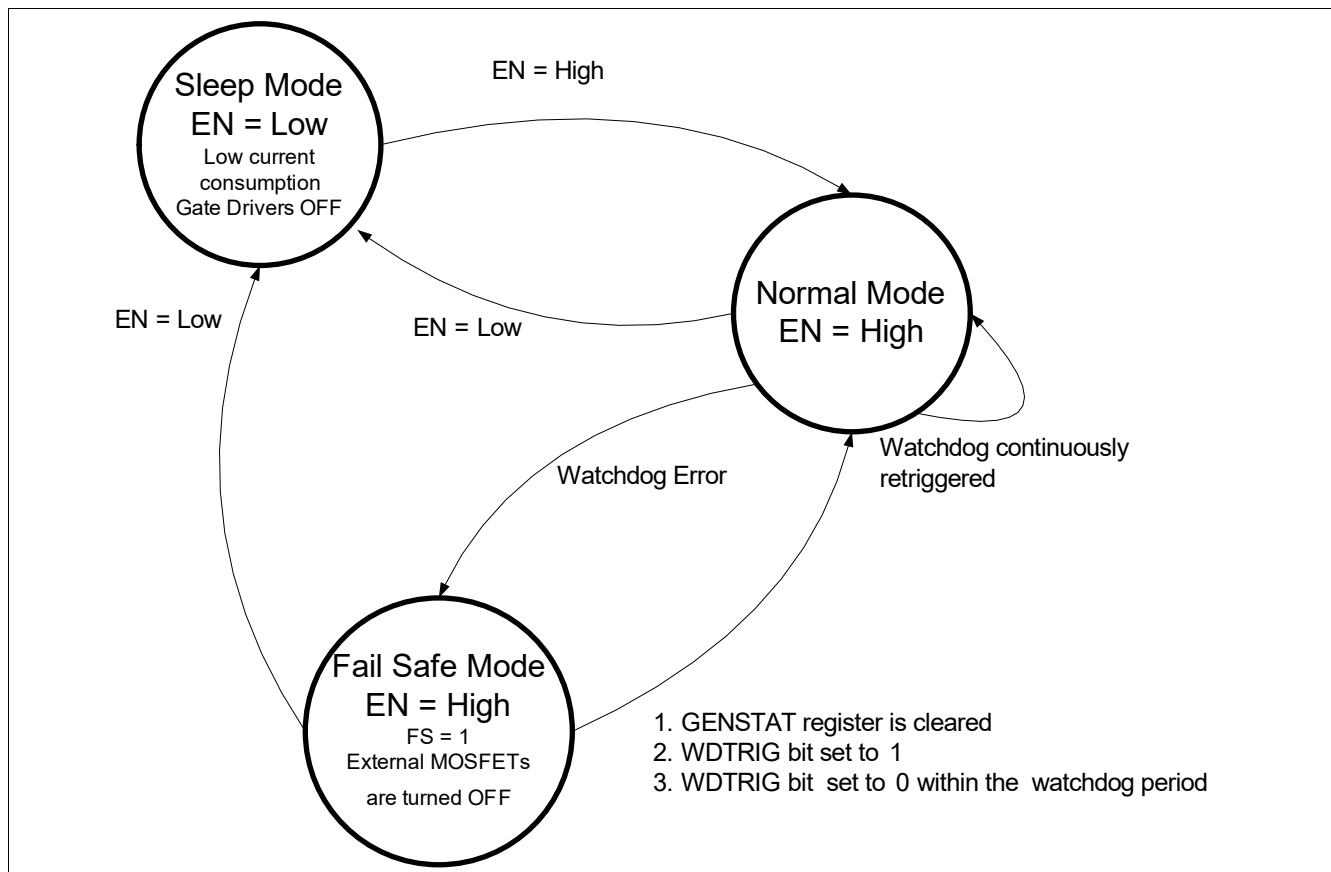 Sleep Mode
EN = Low
Low current
consumption
Gate Drivers OFF
EN = High
Normal Mode
EN = High
EN = Low
EN = Low
Watchdog continuously
retriggered
Watchdog Error
Fail Safe Mode
EN = High
FS = 1
External MOSFETs
are turned OFF
1. GENSTAT register is cleared
2. WDTRIG bit set to 1
3. WDTRIG bit set to 0 within the watchdog period